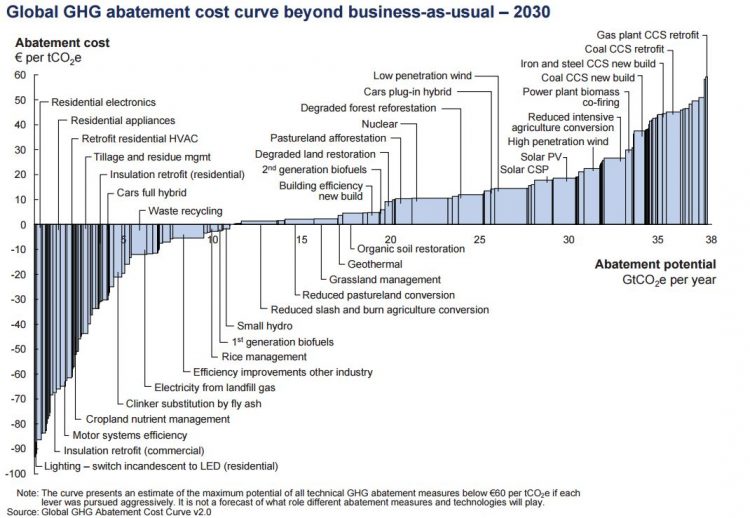 Global GHG abatement cost curve beyond business-as-usual – 2030
Abatement cost
€ per tCO2e
Gas plant CCS retrofit
Coal CCS retrofit
Iron and steel CCS new build
Coal CCS new build
Power plant biomass
co-firing
Reduced intensive
agriculture conversion
High penetration wind
Solar PV
Solar CSP
Low penetration wind
Cars plug-in hybrid
Degraded forest reforestation
Nuclear
Pastureland afforestation
Degraded land restoration
2nd generation biofuels
Building efficiency
new build
Residential electronics
Residential appliances
Retrofit residential HVAC
Tillage and residue mgmt
Insulation retrofit (residential)
Cars full hybrid
Waste recycling
60
50
40
30
20
10
0
-10
-20
-30
-40
-50
-60
-70
-80
-90
-100
5
10
15
20
25
30
35
38
Abatement potential
GtCO2e per year
Organic soil restoration
Geothermal
Grassland management
Reduced pastureland conversion
Reduced slash and burn agriculture conversion
Small hydro
1st generation biofuels
Rice management
Efficiency improvements other industry
Electricity from landfill gas
Clinker substitution by fly ash
Cropland nutrient management
Motor systems efficiency
Insulation retrofit (commercial)
Lighting – switch incandescent to LED (residential)
Note: The curve presents an estimate of the maximum potential of all technical GHG abatement measures below €60 per tCO2e if each
lever was pursued aggressively. It is not a forecast of what role different abatement measures and technologies will play.
Source: Global GHG Abatement Cost Curve v2.0